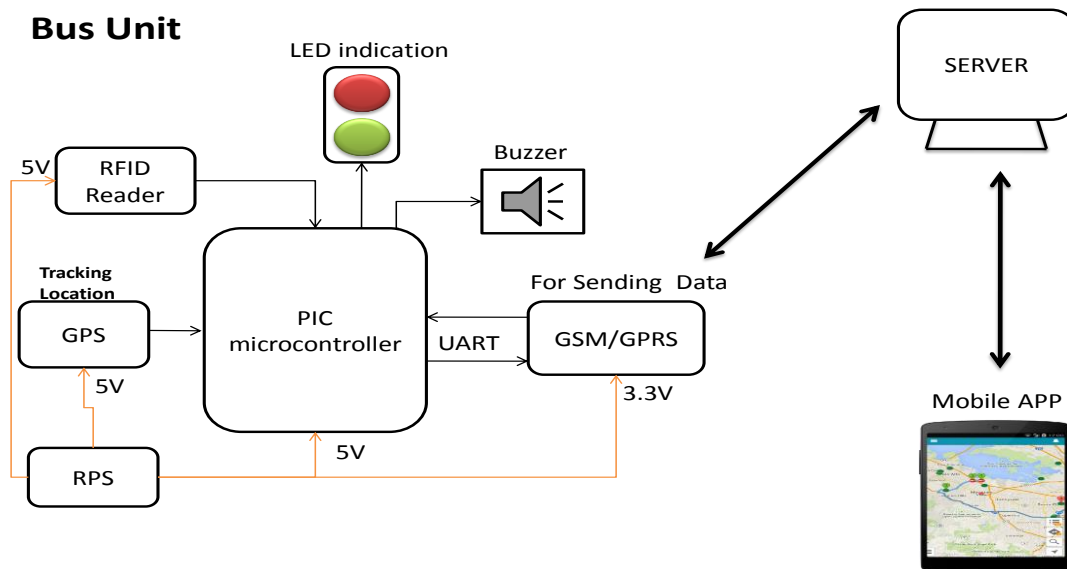 Bus Unit
LED indication
SERVER
Buzzer
5V
RFID
Reader
Tracking
Location
For Sending Data
GPS
PIC
microcontroller
UART
GSM/GPRS
5V
3.3V
Mobile APP
5V
RPS